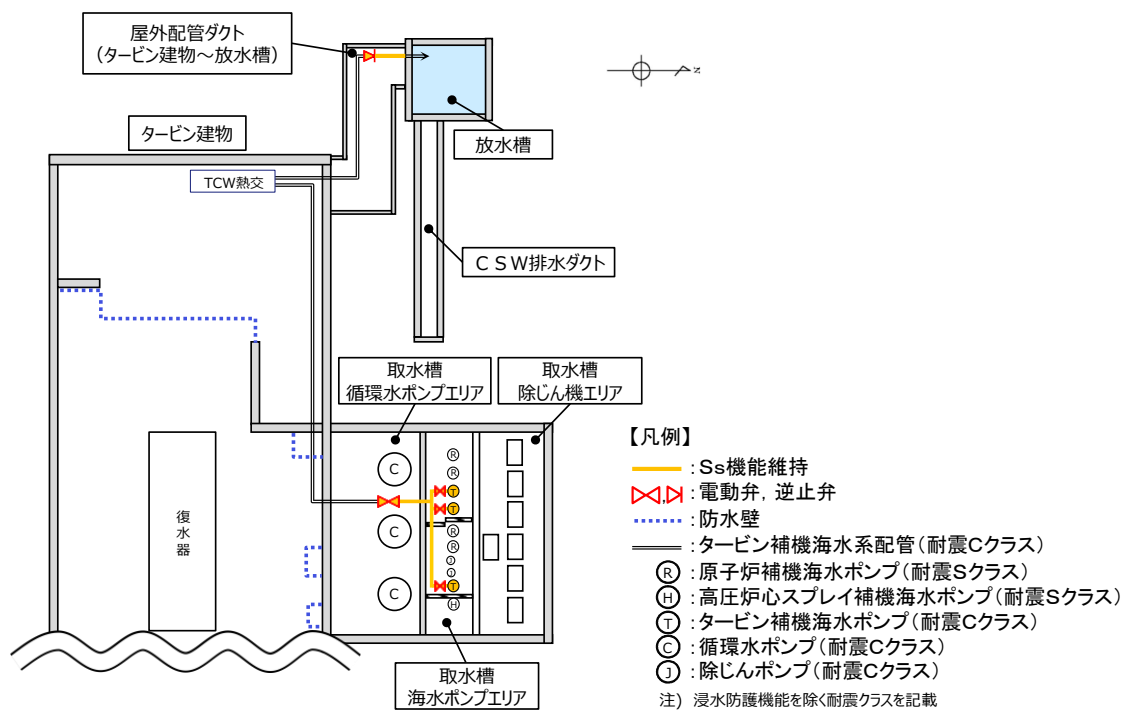 屋外配管ダクト
（タービン建物～放水槽）
N
放水槽
タービン建物
TCW熱交
ＣＳＷ排水ダクト
取水槽
循環水ポンプエリア
取水槽
除じん機エリア
C
C
C
R
R
T
T
R
R
J
J
T
H
復水器
取水槽
海水ポンプエリア
【凡例】
：Ss機能維持
,：電動弁，逆止弁
：防水壁
：タービン補機海水系配管（耐震Cクラス）
R：原子炉補機海水ポンプ（耐震Sクラス）
H：高圧炉心スプレイ補機海水ポンプ（耐震Sクラス）
T：タービン補機海水ポンプ（耐震Cクラス）
C：循環水ポンプ（耐震Cクラス）
J：除じんポンプ（耐震Cクラス）
注）浸水防護機能を除く耐震クラスを記載